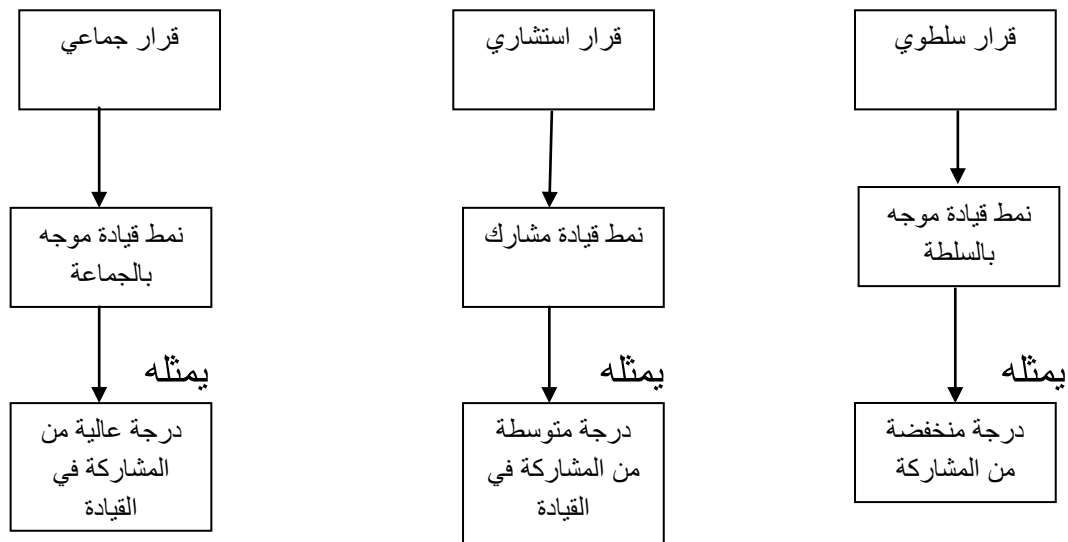 قرار سلطوي
قرار استشاري
قرار جماعي
نمط قيادة موجه
بالسلطة
نمط قيادة مشارك
نمط قيادة موجه
بالجماعة
يمثله
يمثله
يمثله
درجة منخفضة
من المشاركة
درجة متوسطة
من المشاركة في
القيادة
درجة عالية من
المشاركة في
القيادة